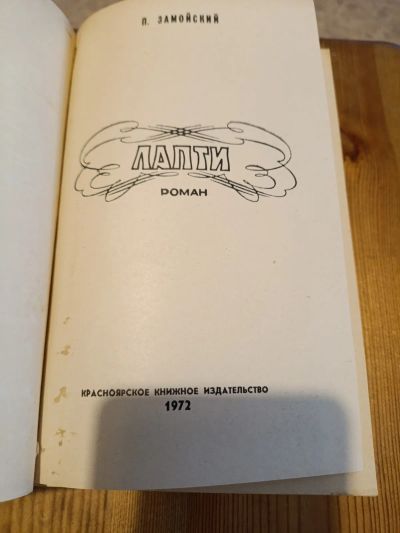 П. ЗАМОЙСКИЙ
ЛАПТИ
РОМАН
КРАСНОЯРСКОЕ КНИЖНОЕ ИЗДАТЕЛЬСТВО
1972